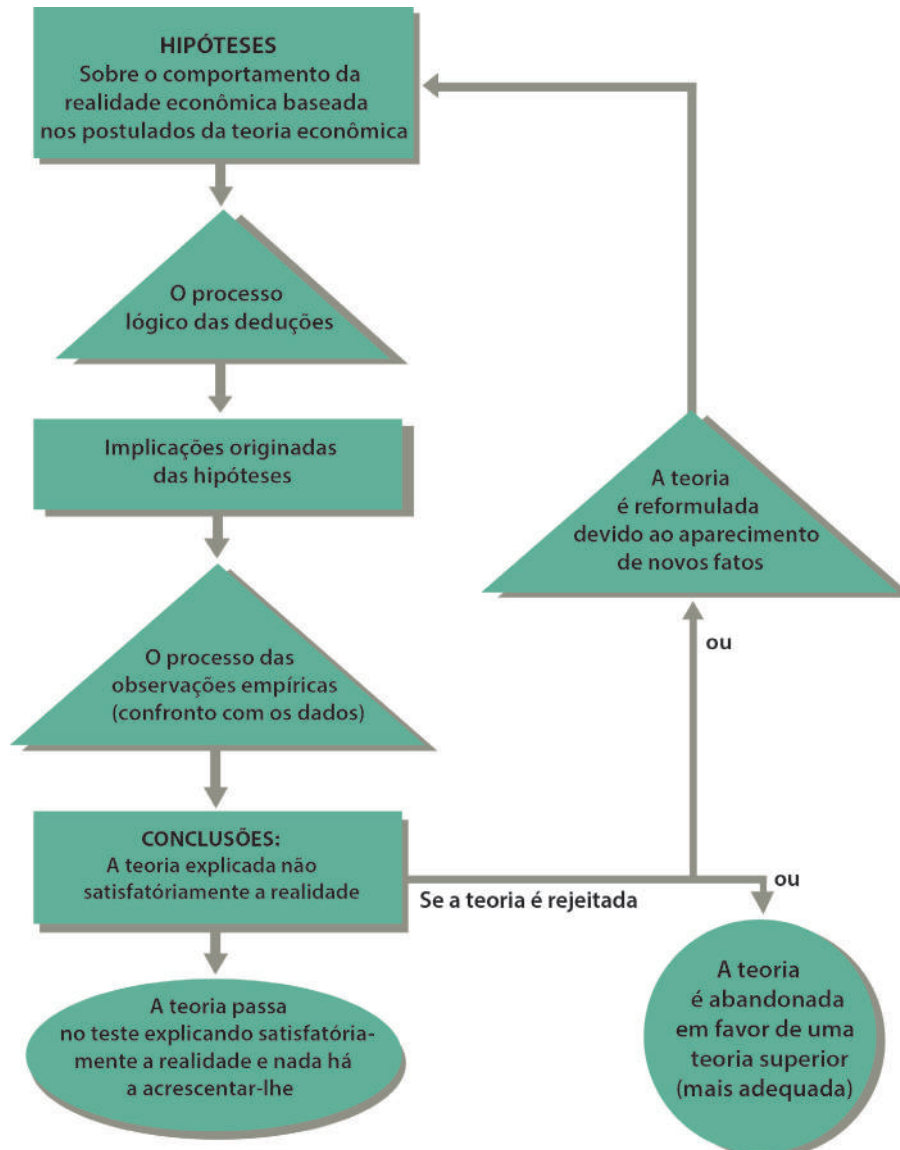 HIPÓTESES
Sobre o comportamento da
realidade econômica baseada
nos postulados da teoria econômica
O processo
lógico das deduções
Implicações originadas
das hipóteses
O processo das
observações empíricas
(confronto com os dados)
CONCLUSÕES:
A teoria explicada não
satisfatóriamente a realidade
Se a teoria é rejeitada
A teoria passa
no teste explicando satisfatória-
mente a realidade e nada há
a acrescentar-lhe
ou
A teoria
é reformulada
devido ao aparecimento
de novos fatos
ou
A teoria
é abandonada
em favor de uma
teoria superior
(mais adequada)